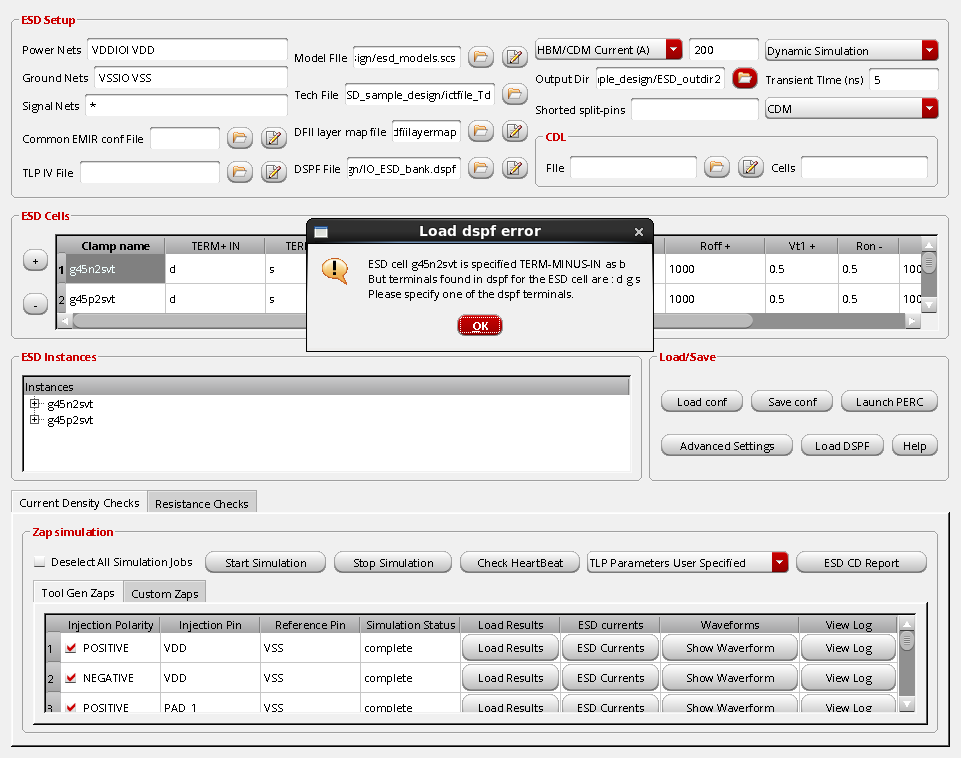 ESD Setup
Power Nets VDDIOI VDD
Ground Nets VSSIO VSS
Signal Nets *
Common EMIR conf File
TLP IV File
Model File sign/esd_models.scs
Tech File SD_sample_design/ictfile_Td
DFII layer map file dfiilayermap
DSPF File gn/IO_ESD_bank.dspf
HBM/CDM Current (A) 200
Output Dir ple_design/ESD_outdir2
Shorted split-pins
Dynamic Simulation
Transient Time (ns) 5
CDM
CDL
File Cells
ESD Cells
+
-
Clamp name TERM+ IN Roff + Vt1 + Ron -
1 g45n2svt d s 1000 0.5 0.5 100
2 g45p2svt d s 1000 0.5 0.5 100
Load dspf error
ESD cell g45n2svt is specified TERM-MINUS-IN as b
But terminals found in dspf for the ESD cell are : d g s
Please specify one of the dspf terminals.
OK
ESD Instances
Instances
g45n2svt
g45p2svt
Load/Save
Load conf Save conf Launch PERC
Advanced Settings Load DSPF Help
Current Density Checks Resistance Checks
Zap simulation
Deselect All Simulation Jobs Start Simulation Stop Simulation Check HeartBeat TLP Parameters User Specified ESD CD Report
Tool Gen Zaps Custom Zaps
Injection Polarity Injection Pin Reference Pin Simulation Status Load Results ESD currents Waveforms View Log
1 POSITIVE VDD VSS complete Load Results ESD Currents Show Waveform View Log
2 NEGATIVE VDD VSS complete Load Results ESD Currents Show Waveform View Log
3 POSITIVE PAD_1 VSS complete Load Results ESD Currents Show Waveform View Log